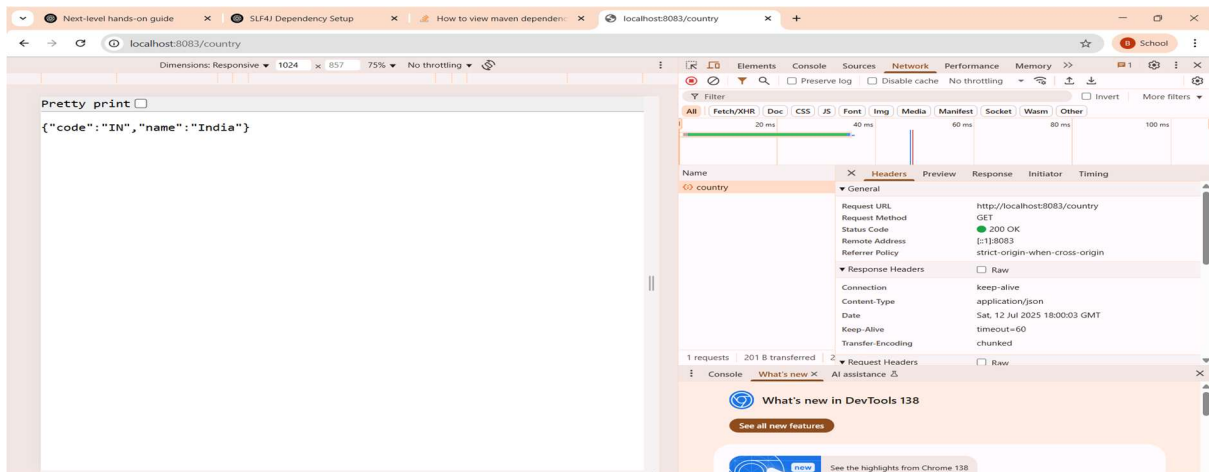 Next-level hands-on guide
SLF4J Dependency Setup
How to view maven dependenc
localhost:8083/country
localhost:8083/country
B School
Dimensions: Responsive 1024 x 857 75% No throttling
Elements Console Sources Network Performance Memory 1
Preserve log Disable cache No throttling
Filter Invert More filters
All Fetch/XHR Doc CSS JS Font Img Media Manifest Socket Wasm Other
20 ms 40 ms 60 ms 80 ms 100 ms
Pretty print
{"code":"IN","name":"India"}
Name
country
Headers Preview Response Initiator Timing
General
Request URL http://localhost:8083/country
Request Method GET
Status Code 200 OK
Remote Address [::1]:8083
Referrer Policy strict-origin-when-cross-origin
Response Headers Raw
Connection keep-alive
Content-Type application/json
Date Sat, 12 Jul 2025 18:00:03 GMT
Keep-Alive timeout=60
Transfer-Encoding chunked
Request Headers Raw
1 requests 201 B transferred 2
Console What's new AI assistance
What's new in DevTools 138
See all new features
new
See the highlights from Chrome 138